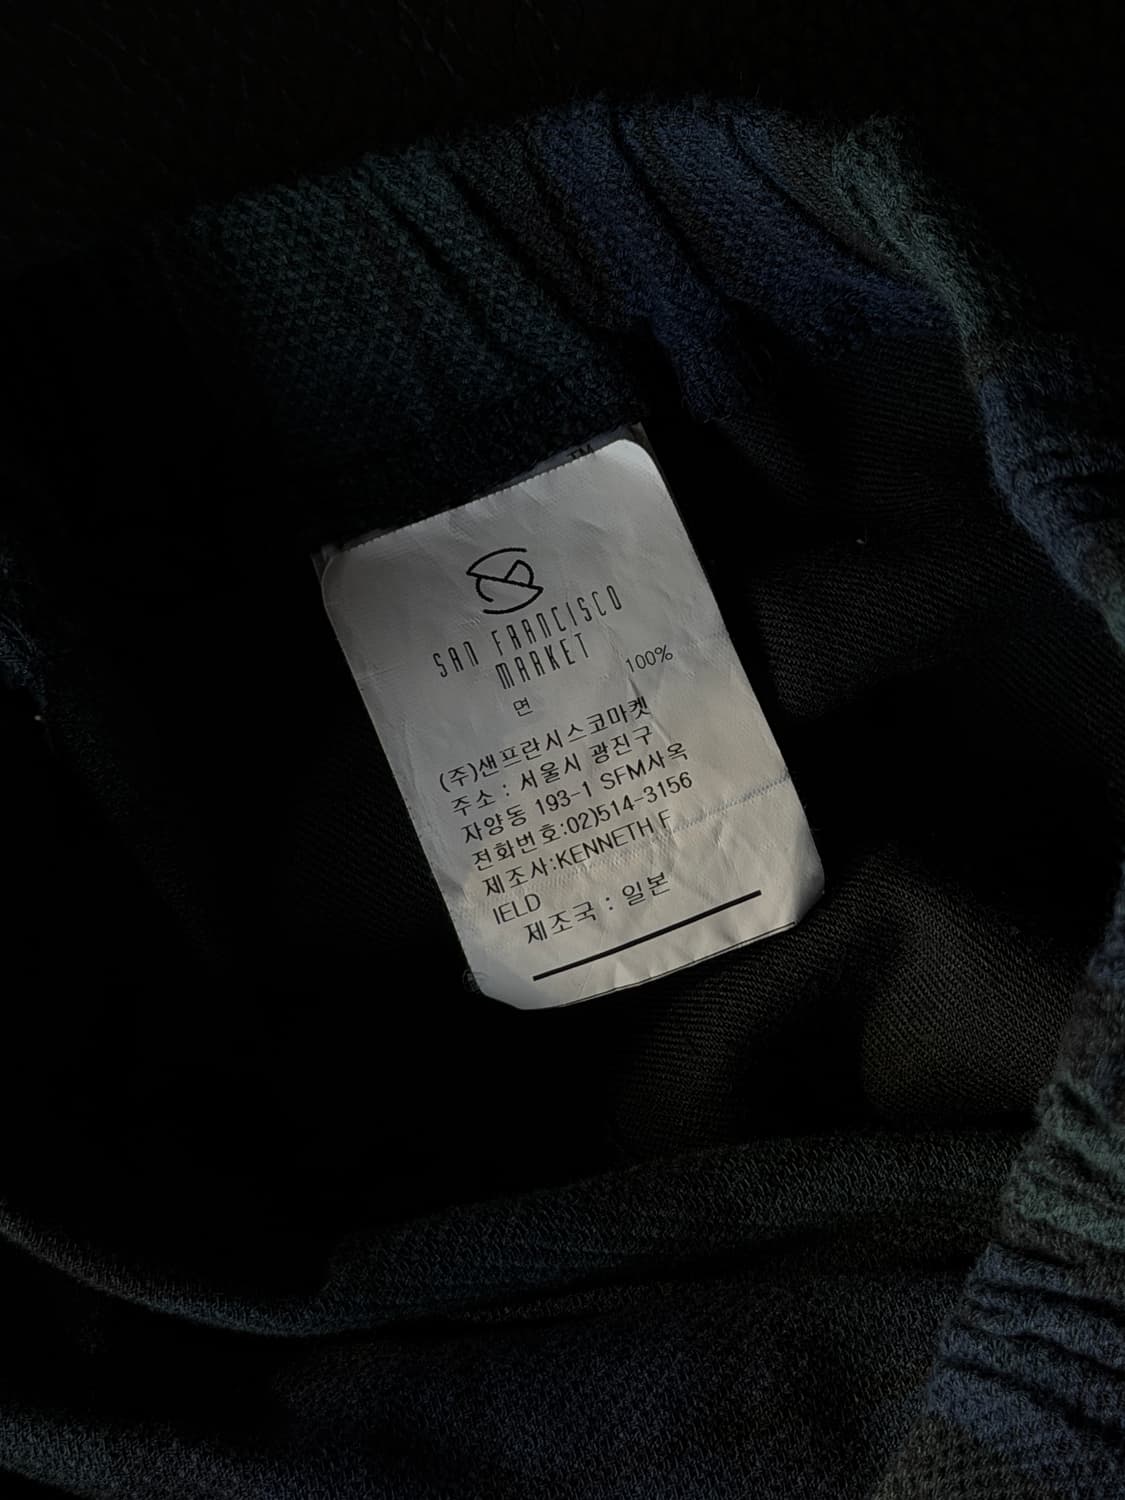 TM
SAN FRANCISCO
MARKET
면 100%
(주)샌프란시스코마켓
주소 : 서울시 광진구
자양동 193-1 SFM사옥
전화번호:02)514-3156
제조사:KENNETH F
IELD
제조국 : 일본